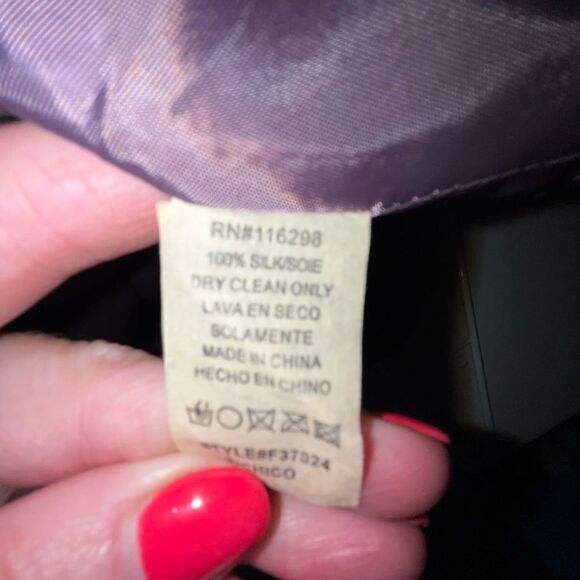 RN#116298
100% SILK/SOIE
DRY CLEAN ONLY
LAVA EN SECO
SOLAMENTE
MADE IN CHINA
HECHO EN CHINO
STYLE#F37024